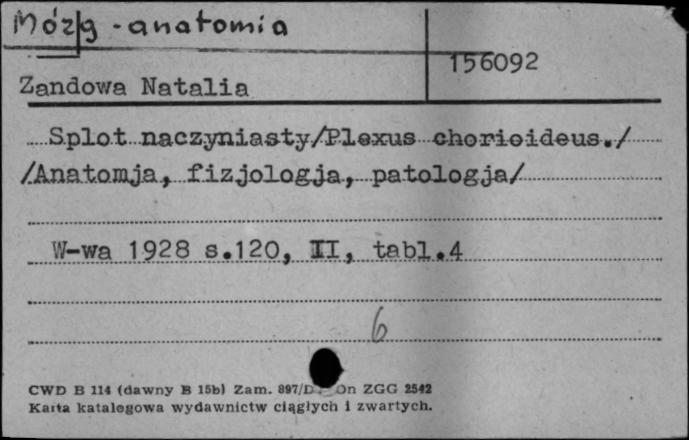 Mózg - anatomia
156092
Zandowa Natalia
Splot naczyniasty/Plexus chorioideus./
/Anatomja, fizjologja, patologja/
W-wa 1928 s.120, II, tabl.4
6
CWD B 114 (dawny B 15b) Zam. 897/D On ZGG 2542
Karta katalogowa wydawnictw ciągłych i zwartych.